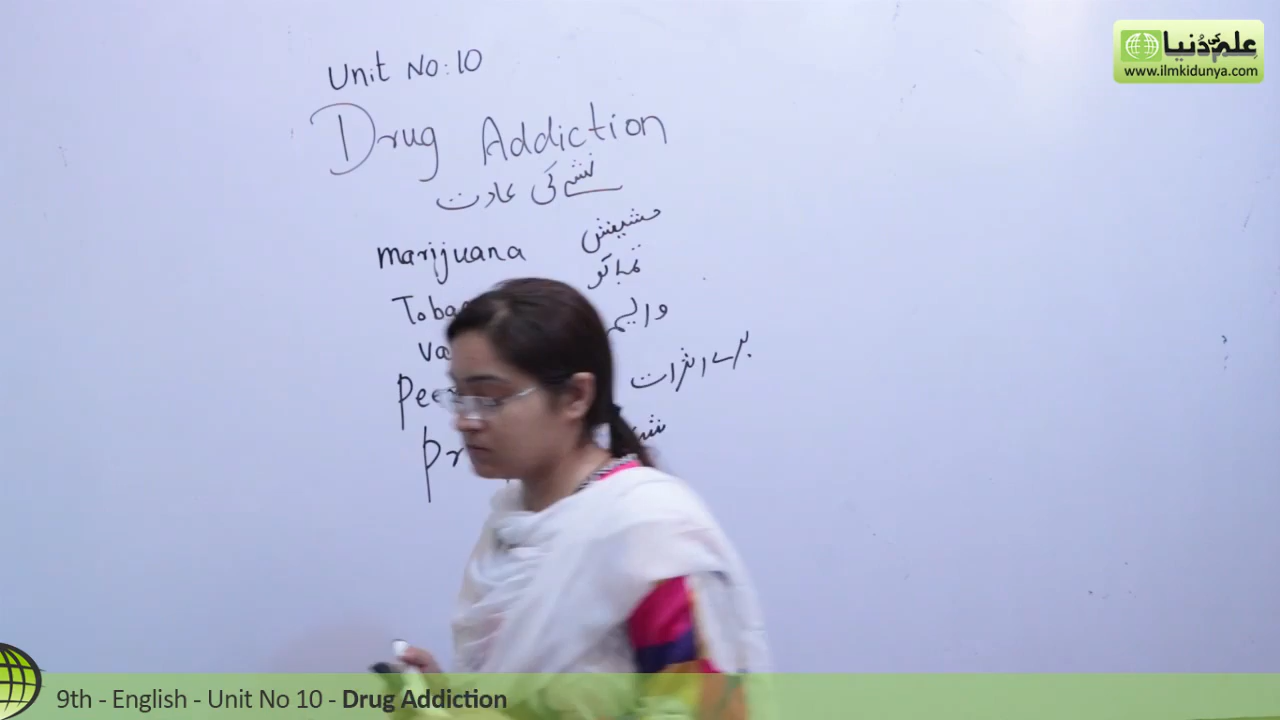 علم کی دنیا
www.ilmkidunya.com
Unit No: 10
Drug Addiction
نشے کی عادت
marijuana حشیش
تمباکو
والیم
برے اثرات
9th - English - Unit No 10 - Drug Addiction